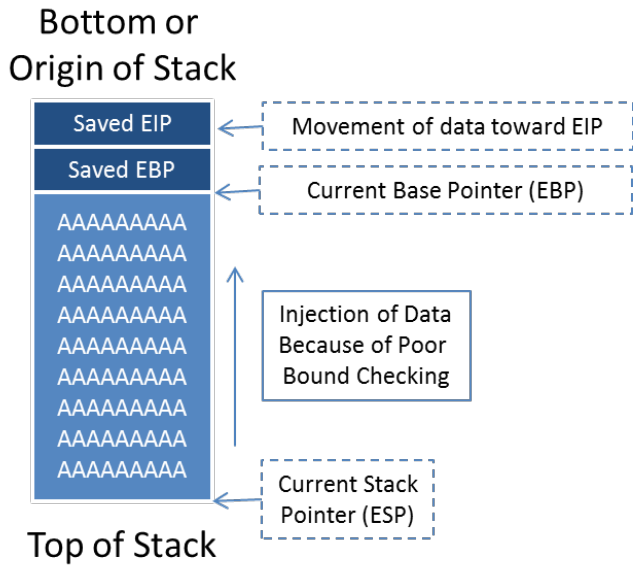 Bottom or
Origin of Stack
Saved EIP
Movement of data toward EIP
Saved EBP
Current Base Pointer (EBP)
AAAAAAAAA
AAAAAAAAA
AAAAAAAAA
AAAAAAAAA
AAAAAAAAA
AAAAAAAAA
AAAAAAAAA
AAAAAAAAA
AAAAAAAAA
Injection of Data
Because of Poor
Bound Checking
Current Stack
Pointer (ESP)
Top of Stack